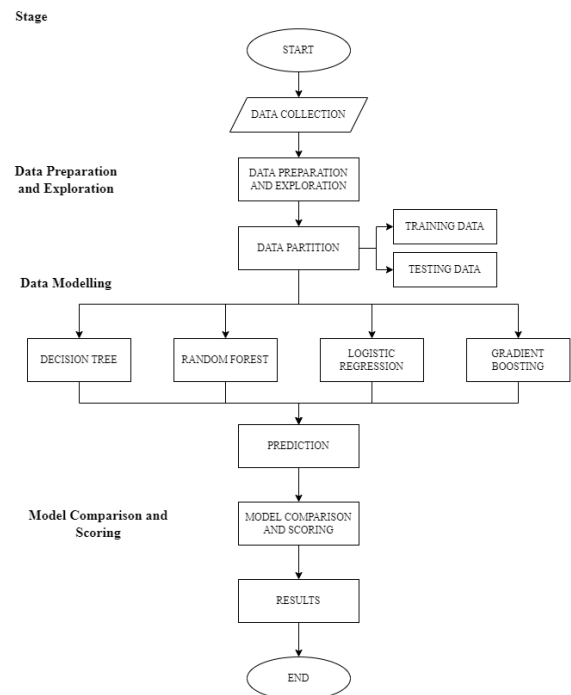 Stage
START
DATA COLLECTION
Data Preparation
and Exploration
DATA PREPARATION
AND EXPLORATION
DATA PARTITION
TRAINING DATA
TESTING DATA
Data Modelling
DECISION TREE
RANDOM FOREST
LOGISTIC
REGRESSION
GRADIENT
BOOSTING
PREDICTION
Model Comparison and
Scoring
MODEL COMPARISON
AND SCORING
RESULTS
END